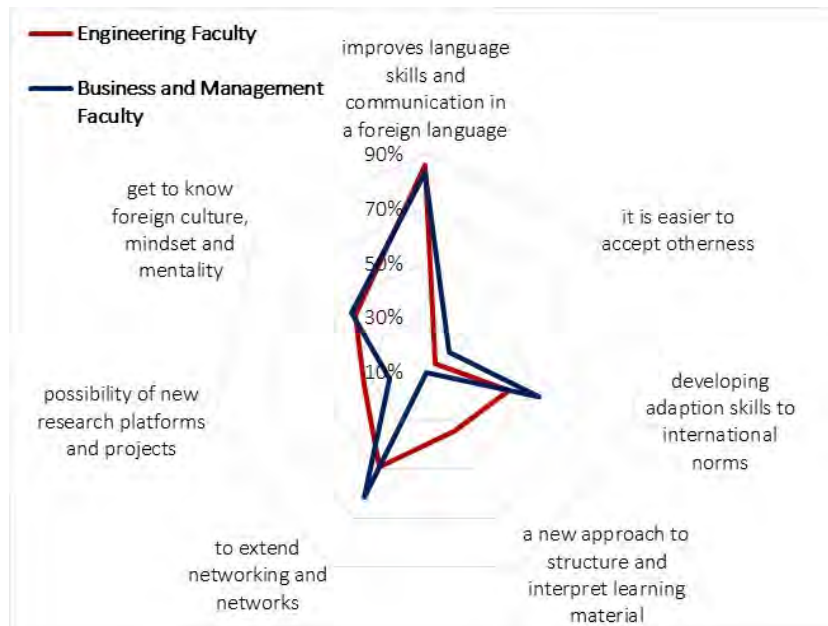 Engineering Faculty
Business and Management
Faculty
improves language
skills and
communication in
a foreign language
90%
70%
50%
30%
10%
it is easier to
accept otherness
developing
adaption skills to
international
norms
a new approach to
structure and
interpret learning
material
to extend
networking and
networks
possibility of new
research platforms
and projects
get to know
foreign culture,
mindset and
mentality